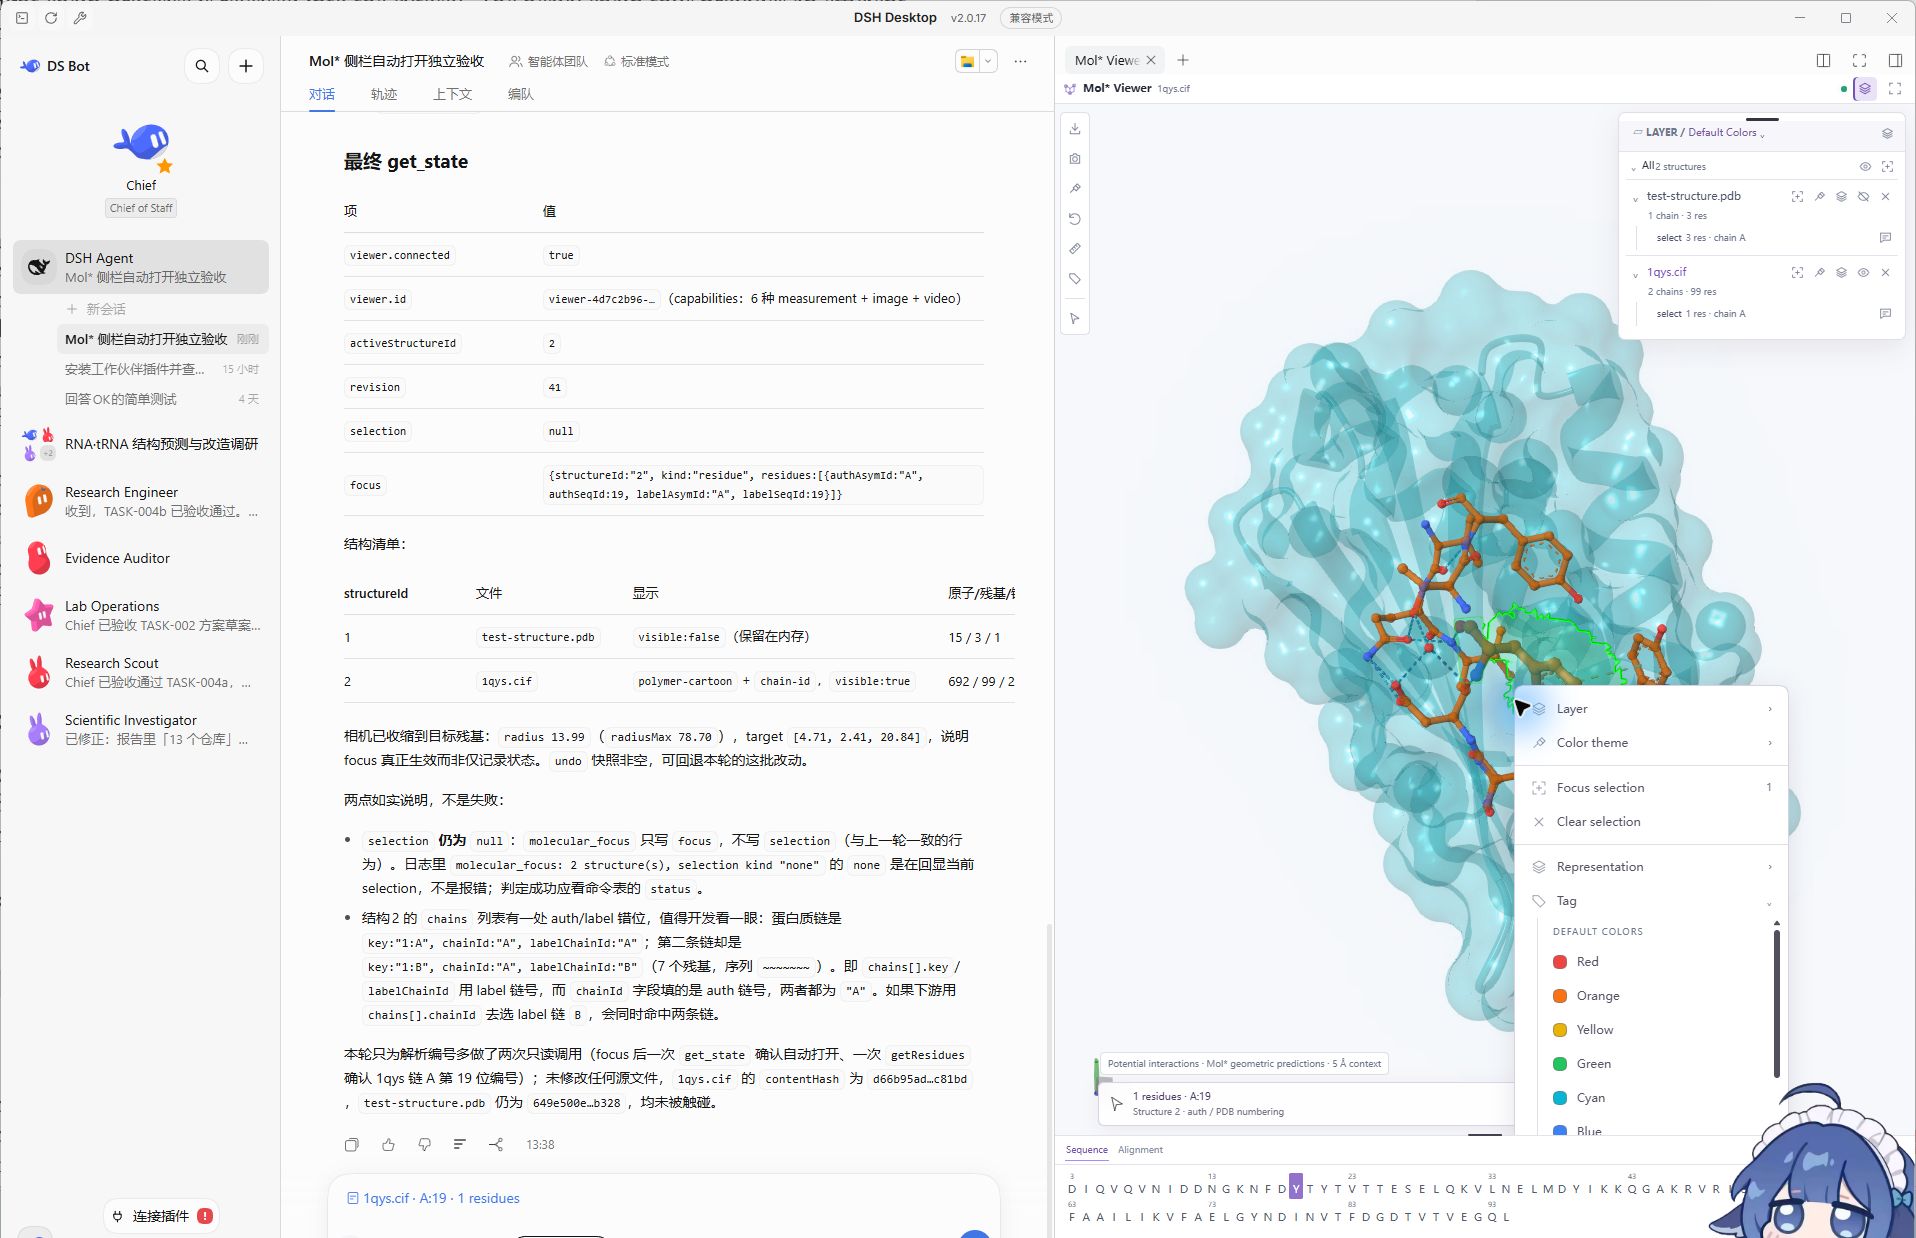 DSH Desktop v2.0.17 兼容模式
DS Bot
Chief
Chief of Staff
DSH Agent
Mol* 侧栏自动打开独立验收
新会话
Mol* 侧栏自动打开独立验收 刚刚
安装工作伙伴插件并查... 15 小时
回答OK的简单测试 4 天
+2
RNA·tRNA 结构预测与改造调研
Research Engineer
收到，TASK-004b 已验收通过。...
Evidence Auditor
Lab Operations
Chief 已验收 TASK-002 方案草案...
Research Scout
Chief 已验收通过 TASK-004a，...
Scientific Investigator
已修正：报告里「13 个仓库」...
连接插件
Mol* 侧栏自动打开独立验收 智能体团队 标准模式
对话 轨迹 上下文 编队
最终 get_state
项 值
viewer.connected true
viewer.id viewer-4d7c2b96-… （capabilities：6 种 measurement + image + video）
activeStructureId 2
revision 41
selection null
focus {structureId:"2", kind:"residue", residues:[{authAsymId:"A",
authSeqId:19, labelAsymId:"A", labelSeqId:19}]}
结构清单：
structureId 文件 显示 原子/残基/
1 test-structure.pdb visible:false （保留在内存） 15 / 3 / 1
2 1qys.cif polymer-cartoon + chain-id ， visible:true 692 / 99 / 2
相机已收缩到目标残基： radius 13.99 （ radiusMax 78.70 ），target [4.71, 2.41, 20.84] ，说明
focus 真正生效而非仅记录状态。 undo 快照非空，可回退本轮的这批改动。
两点如实说明，不是失败：
• selection 仍为 null ： molecular_focus 只写 focus ，不写 selection （与上一轮一致的行
为）。日志里 molecular_focus: 2 structure(s), selection kind "none" 的 none 是在回显当前
selection，不是报错；判定成功应看命令表的 status 。
• 结构2 的 chains 列表有一处 auth/label 错位，值得开发看一眼：蛋白质链是
key:"1:A", chainId:"A", labelChainId:"A" ；第二条链却是
key:"1:B", chainId:"A", labelChainId:"B" （7 个残基，序列 ~~~~~~~ ）。即 chains[].key /
labelChainId 用 label 链号，而 chainId 字段填的是 auth 链号，两者都为 "A" 。如果下游用
chains[].chainId 去选 label 链 B ，会同时命中两条链。
本轮只为解析编号多做了两次只读调用（focus 后一次 get_state 确认自动打开、一次 getResidues
确认 1qys 链 A 第 19 位编号）；未修改任何源文件， 1qys.cif 的 contentHash 为 d66b95ad…c81bd
，test-structure.pdb 仍为 649e500e…b328 ，均未被触碰。
13:38
1qys.cif · A:19 · 1 residues
Mol* Viewe
Mol* Viewer 1qys.cif
LAYER / Default Colors
All 2 structures
test-structure.pdb
1 chain · 3 res
select 3 res · chain A
1qys.cif
2 chains · 99 res
select 1 res · chain A
Layer
Color theme
Focus selection 1
Clear selection
Representation
Tag
DEFAULT COLORS
Red
Orange
Yellow
Green
Cyan
Blue
Potential interactions · Mol* geometric predictions · 5 Å context
1 residues · A:19
Structure 2 · auth / PDB numbering
Sequence Alignment
3 13 23 33 43
D I Q V Q V N I D D N G K N F D Y T Y T V T T E S E L Q K V L N E L M D Y I K K Q G A K R V R
63 73 83 93
F A A I L I K V F A E L G Y N D I N V T F D G D T V T V E G Q L